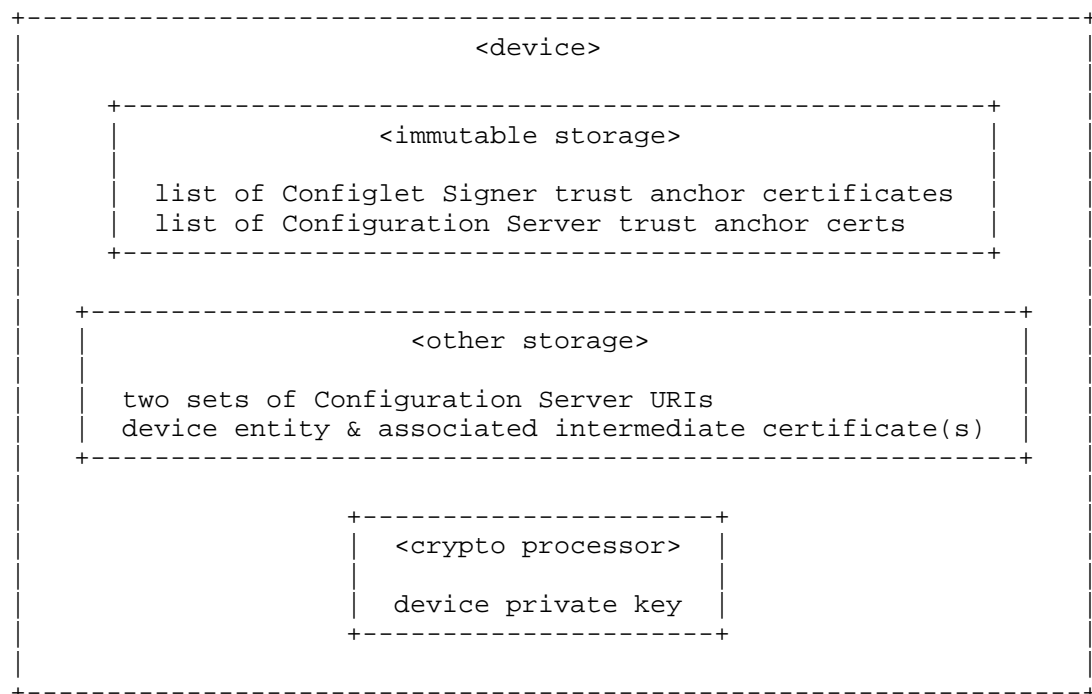 <device>
<immutable storage>
list of Configlet Signer trust anchor certificates
list of Configuration Server trust anchor certs
<other storage>
two sets of Configuration Server URIs
device entity & associated intermediate certificate(s)
<crypto processor>
device private key